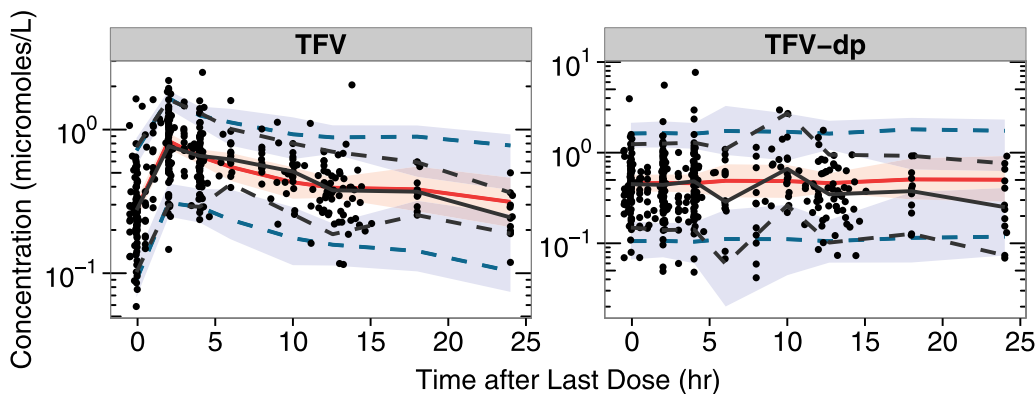 TFV
TFV−dp
Concentration (micromoles/L)
10^0
10^−1
10^1
10^0
10^−1
0 5 10 15 20 25
0 5 10 15 20 25
Time after Last Dose (hr)